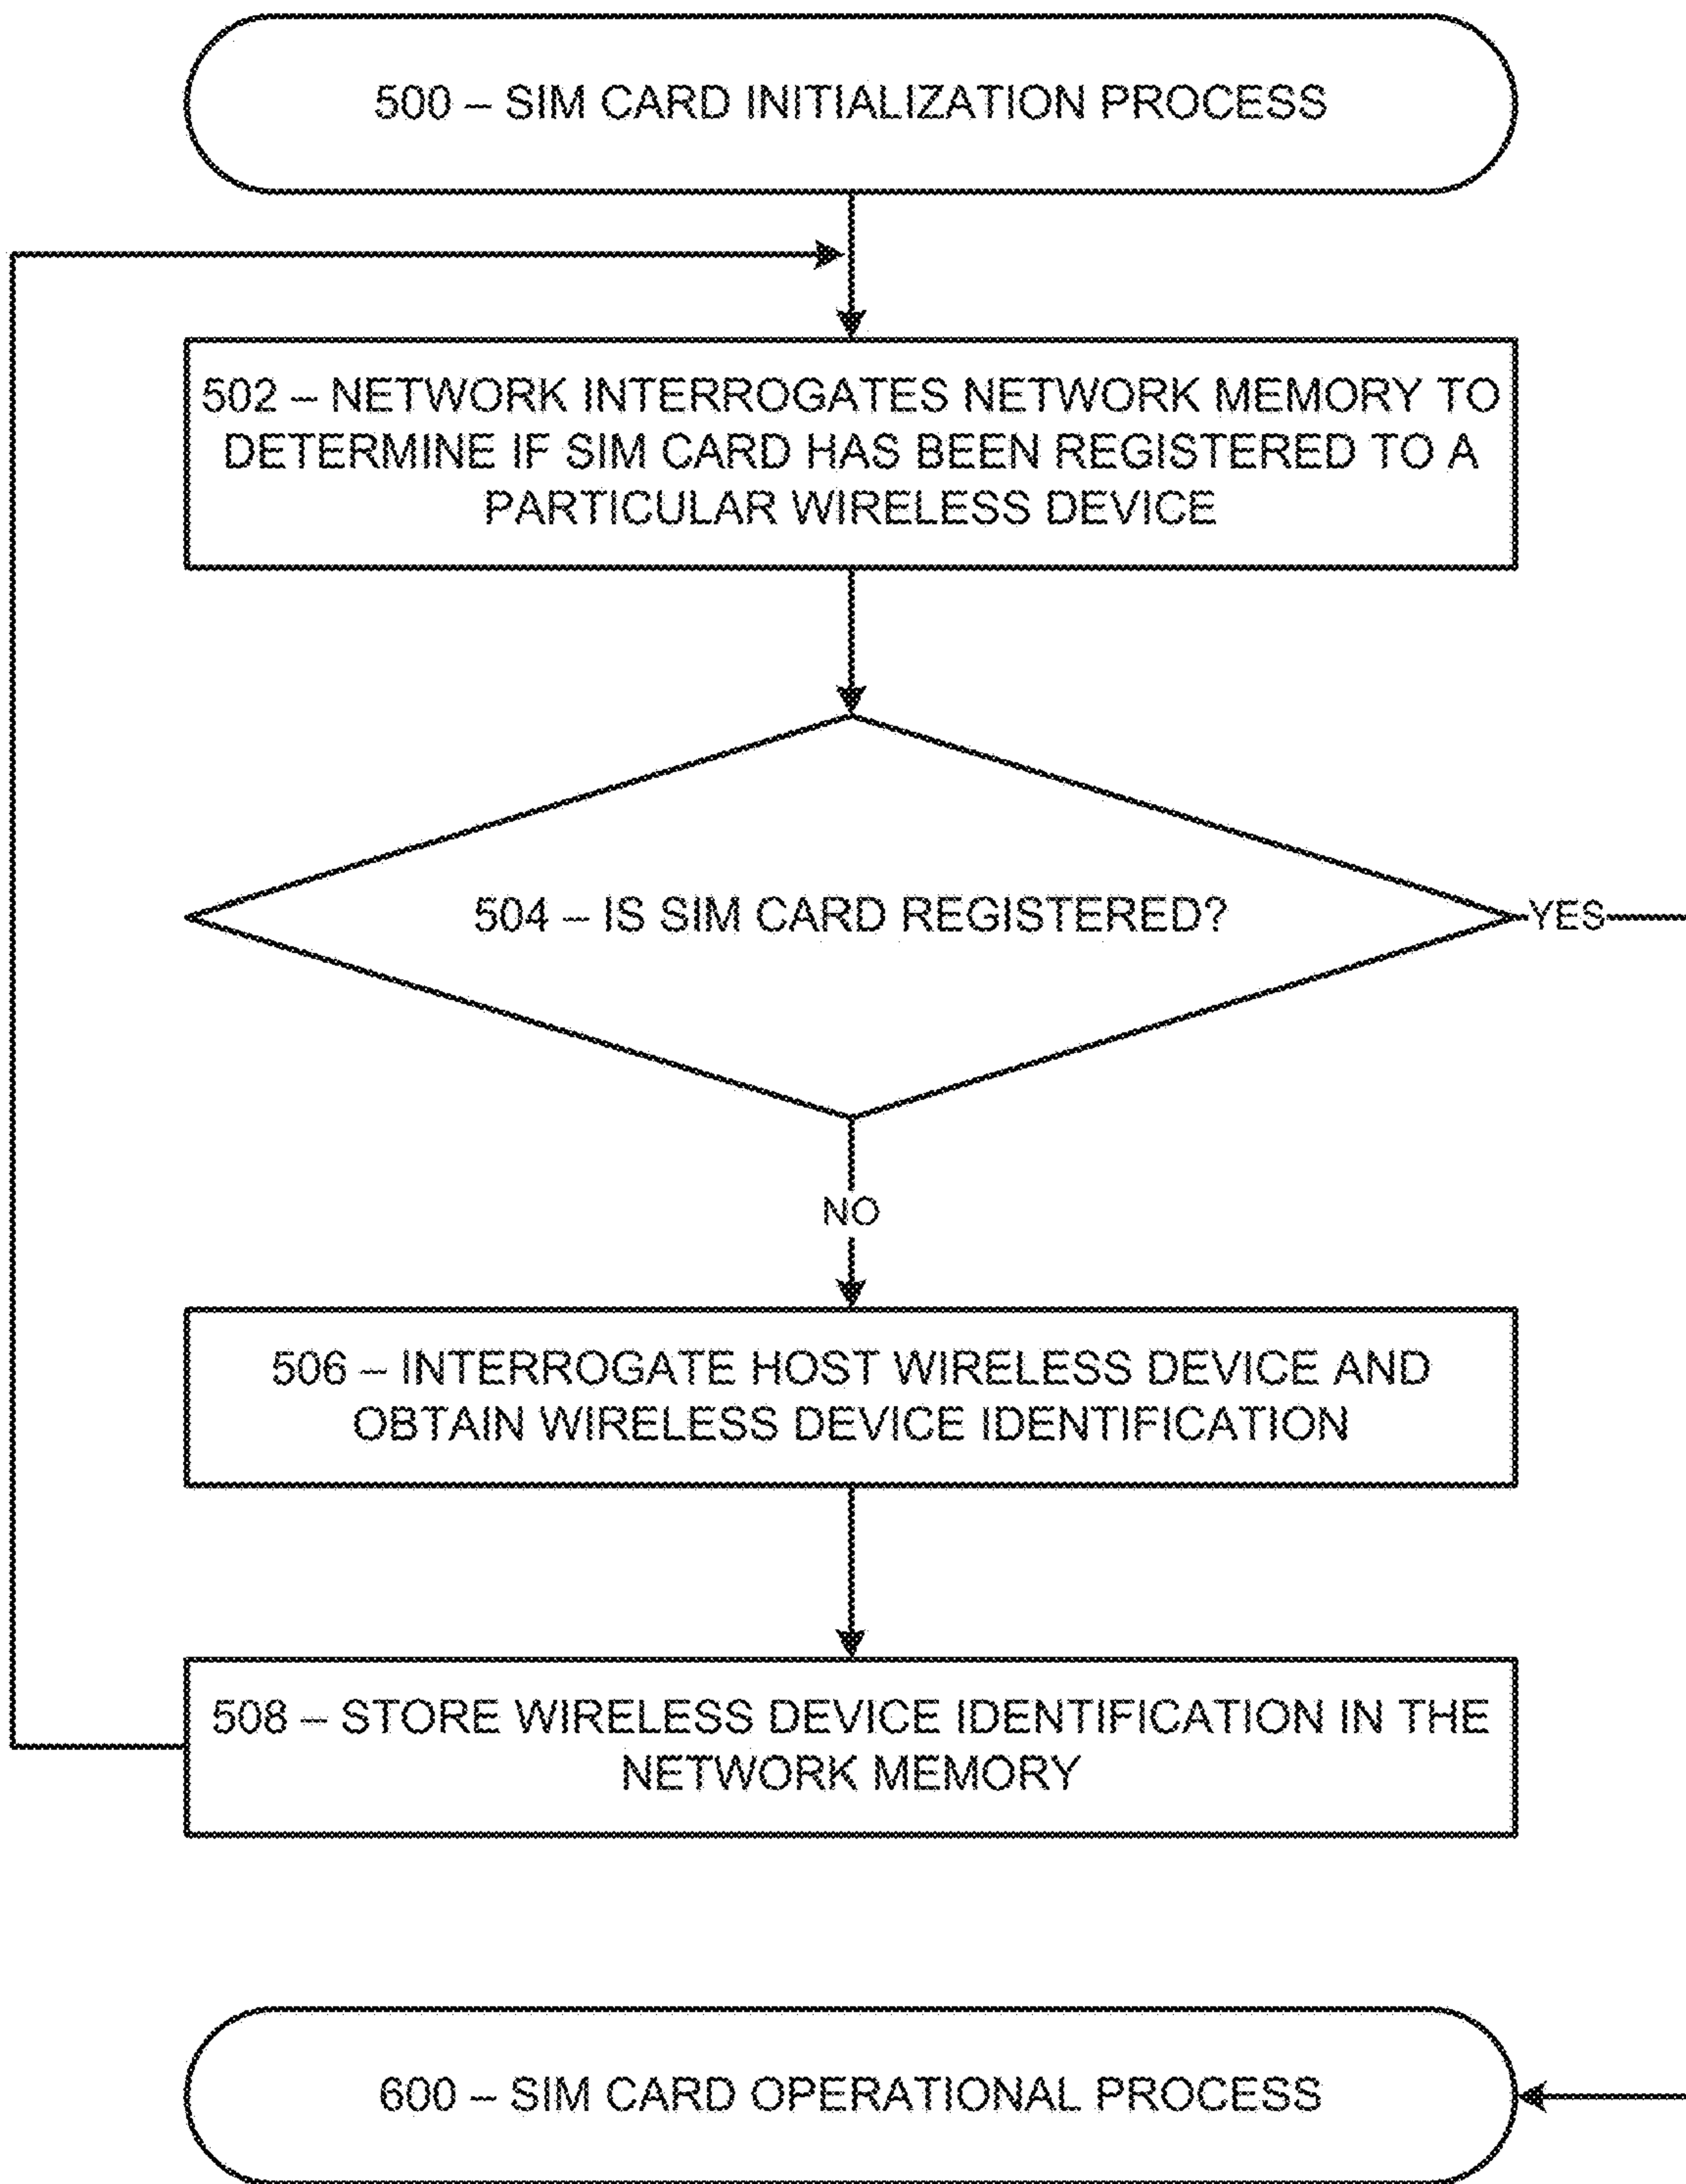 500 – SIM CARD INITIALIZATION PROCESS
502 – NETWORK INTERROGATES NETWORK MEMORY TO
DETERMINE IF SIM CARD HAS BEEN REGISTERED TO A
PARTICULAR WIRELESS DEVICE
504 – IS SIM CARD REGISTERED?
YES
NO
506 – INTERROGATE HOST WIRELESS DEVICE AND
OBTAIN WIRELESS DEVICE IDENTIFICATION
508 – STORE WIRELESS DEVICE IDENTIFICATION IN THE
NETWORK MEMORY
600 – SIM CARD OPERATIONAL PROCESS